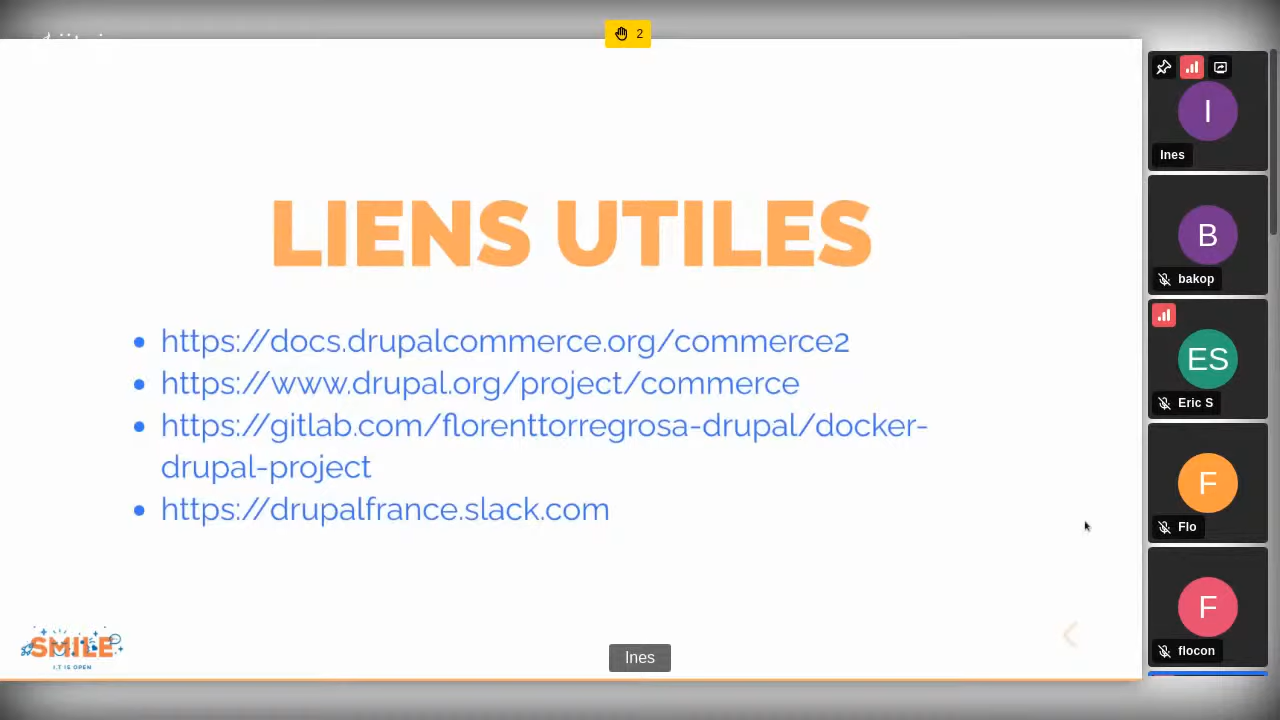 2
LIENS UTILES
https://docs.drupalcommerce.org/commerce2
https://www.drupal.org/project/commerce
https://gitlab.com/florenttorregrosa-drupal/docker-
drupal-project
https://drupalfrance.slack.com
SMILE
I.T IS OPEN
Ines
I
Ines
B
bakop
ES
Eric S
F
Flo
F
flocon